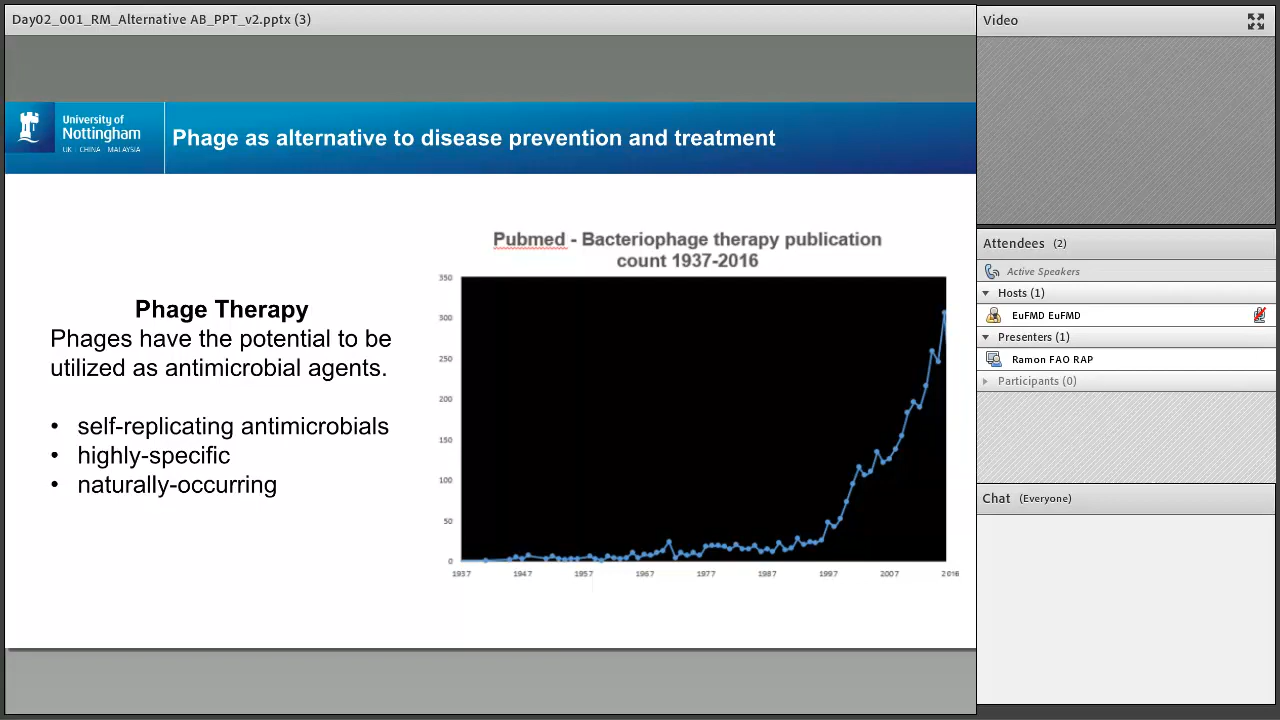 Day02_001_RM_Alternative AB_PPT_v2.pptx (3)
University of
Nottingham
UK | CHINA | MALAYSIA
Phage as alternative to disease prevention and treatment
Phage Therapy
Phages have the potential to be
utilized as antimicrobial agents.
• self-replicating antimicrobials
• highly-specific
• naturally-occurring
Pubmed - Bacteriophage therapy publication
count 1937-2016
350
300
250
200
150
100
50
0
1937 1947 1957 1967 1977 1987 1997 2007 2016
Video
Attendees (2)
Active Speakers
Hosts (1)
EuFMD EuFMD
Presenters (1)
Ramon FAO RAP
Participants (0)
Chat (Everyone)